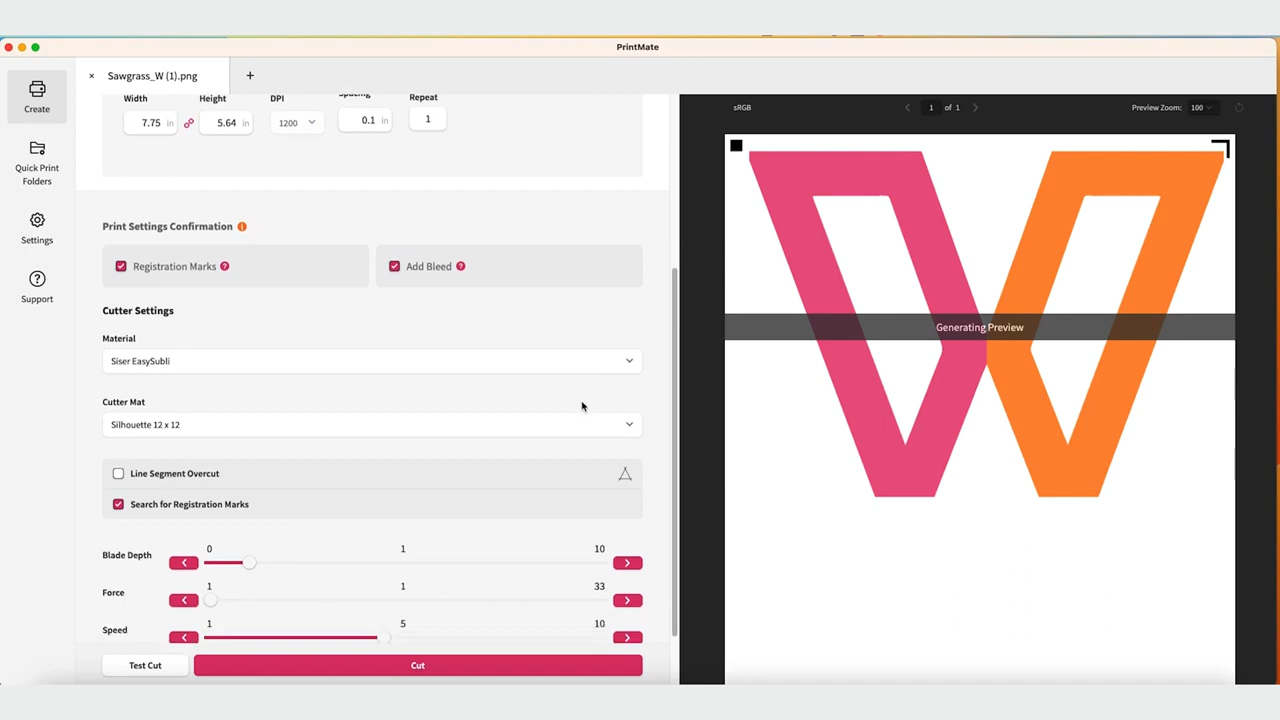 PrintMate
Sawgrass_W (1).png
Create
Quick Print
Folders
Settings
Support
Width
Height
DPI
Spacing
Repeat
7.75 in
5.64 in
1200
0.1 in
1
Print Settings Confirmation
Registration Marks
Add Bleed
Cutter Settings
Material
Siser EasySubli
Cutter Mat
Silhouette 12 x 12
Line Segment Overcut
Search for Registration Marks
Blade Depth
0 1 10
Force
1 1 33
Speed
1 5 10
Test Cut
Cut
sRGB
1 of 1
Preview Zoom: 100
W
Generating Preview